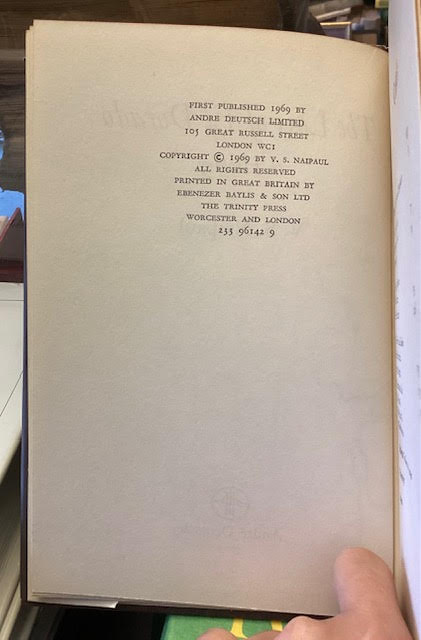 FIRST PUBLISHED 1969 BY
ANDRE DEUTSCH LIMITED
105 GREAT RUSSELL STREET
LONDON WC1
COPYRIGHT © 1969 BY V. S. NAIPAUL
ALL RIGHTS RESERVED
PRINTED IN GREAT BRITAIN BY
EBENEZER BAYLIS & SON LTD
THE TRINITY PRESS
WORCESTER AND LONDON
233 96142 9